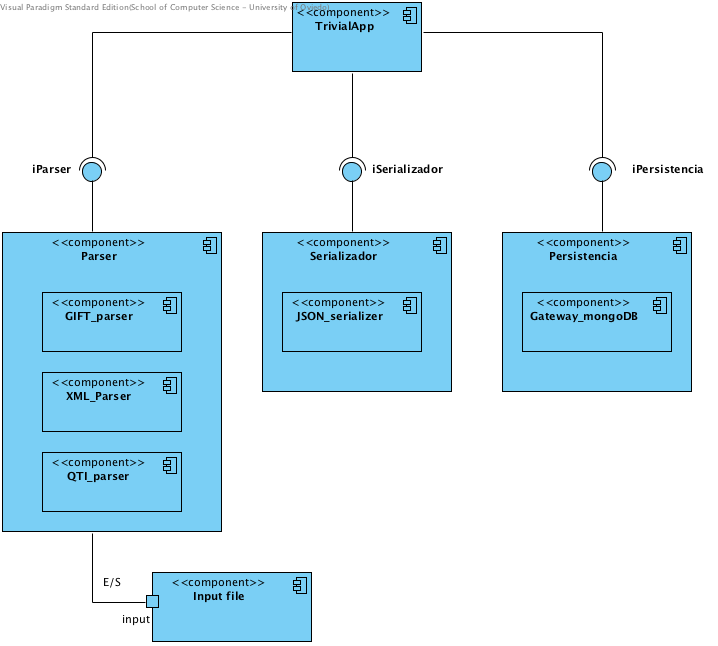 Visual Paradigm Standard Edition(School of Computer Science – University of Oviedo)
<<component>>
TrivialApp
iParser
iSerializador
iPersistencia
<<component>>
Parser
<<component>>
Serializador
<<component>>
Persistencia
<<component>>
GIFT_parser
<<component>>
JSON_serializer
<<component>>
Gateway_mongoDB
<<component>>
XML_Parser
<<component>>
QTI_parser
E/S
<<component>>
Input file
input